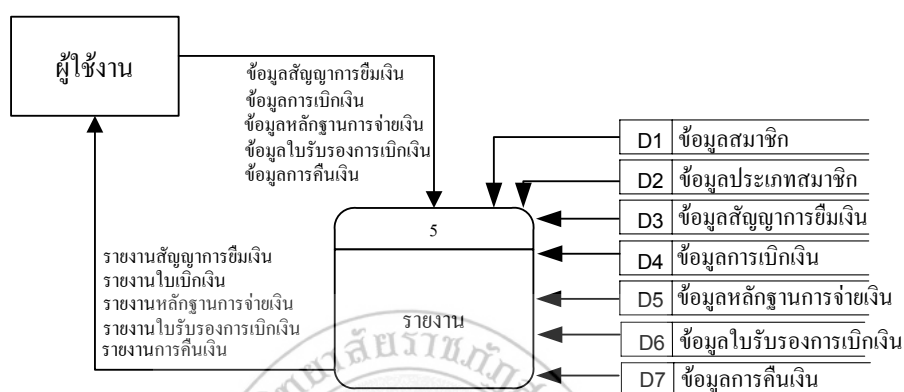 ผู้ใช้งาน
ข้อมูลสัญญาการยืมเงิน
ข้อมูลการเบิกเงิน
ข้อมูลหลักฐานการจ่ายเงิน
ข้อมูลใบรับรองการเบิกเงิน
ข้อมูลการคืนเงิน
D1 ข้อมูลสมาชิก
D2 ข้อมูลประเภทสมาชิก
D3 ข้อมูลสัญญาการยืมเงิน
D4 ข้อมูลการเบิกเงิน
D5 ข้อมูลหลักฐานการจ่ายเงิน
D6 ข้อมูลใบรับรองการเบิกเงิน
D7 ข้อมูลการคืนเงิน
5
รายงาน
รายงานสัญญาการยืมเงิน
รายงานใบเบิกเงิน
รายงานหลักฐานการจ่ายเงิน
รายงานใบรับรองการเบิกเงิน
รายงานการคืนเงิน